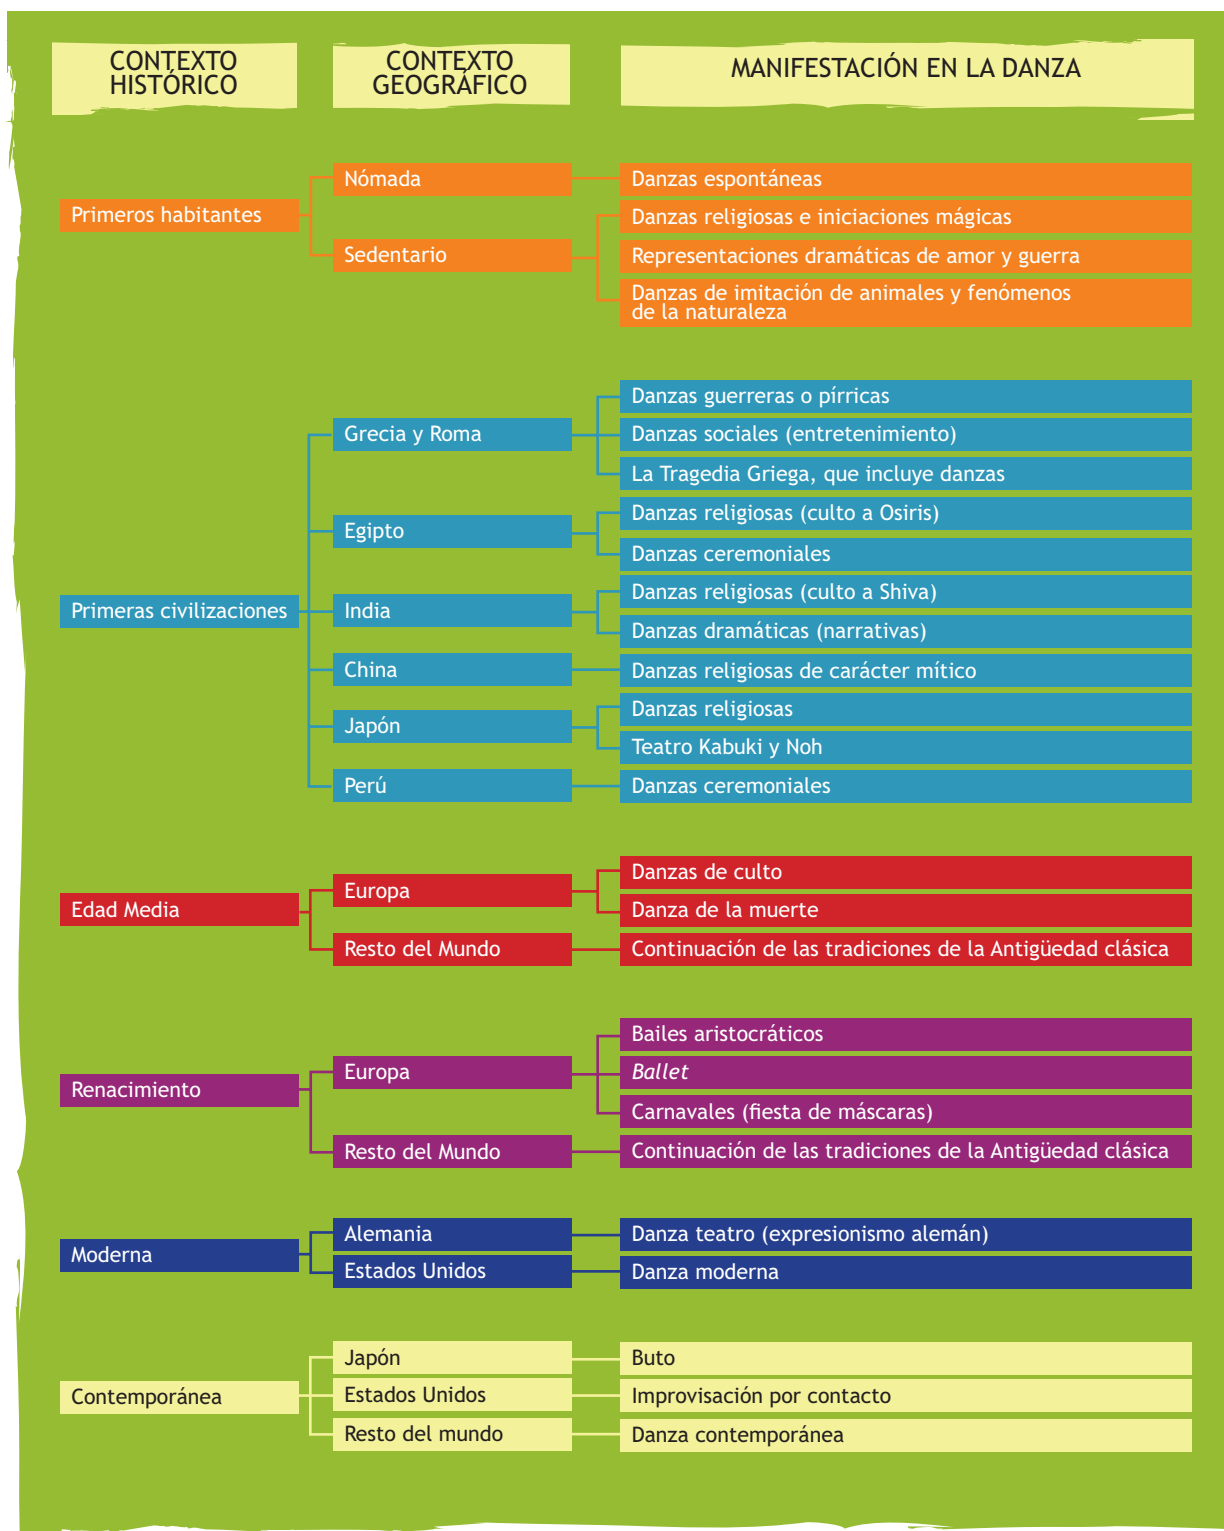 CONTEXTO
HISTÓRICO
CONTEXTO
GEOGRÁFICO
MANIFESTACIÓN EN LA DANZA
Primeros habitantes
Nómada
Danzas espontáneas
Sedentario
Danzas religiosas e iniciaciones mágicas
Representaciones dramáticas de amor y guerra
Danzas de imitación de animales y fenómenos
de la naturaleza
Primeras civilizaciones
Grecia y Roma
Danzas guerreras o pírricas
Danzas sociales (entretenimiento)
La Tragedia Griega, que incluye danzas
Egipto
Danzas religiosas (culto a Osiris)
Danzas ceremoniales
India
Danzas religiosas (culto a Shiva)
Danzas dramáticas (narrativas)
China
Danzas religiosas de carácter mítico
Japón
Danzas religiosas
Teatro Kabuki y Noh
Perú
Danzas ceremoniales
Edad Media
Europa
Danzas de culto
Danza de la muerte
Resto del Mundo
Continuación de las tradiciones de la Antigüedad clásica
Renacimiento
Europa
Bailes aristocráticos
Ballet
Carnavales (fiesta de máscaras)
Resto del Mundo
Continuación de las tradiciones de la Antigüedad clásica
Moderna
Alemania
Danza teatro (expresionismo alemán)
Estados Unidos
Danza moderna
Contemporánea
Japón
Buto
Estados Unidos
Improvisación por contacto
Resto del mundo
Danza contemporánea